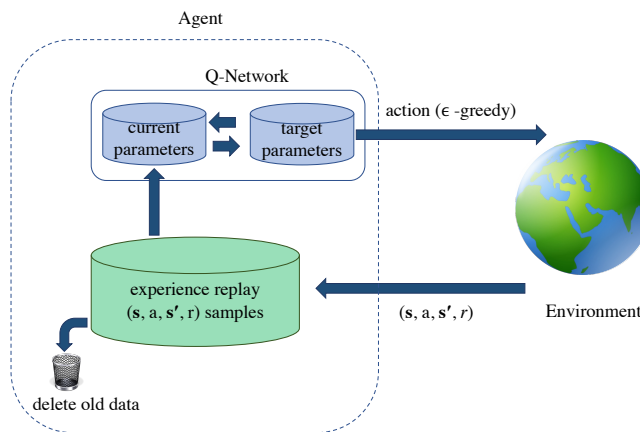 Agent
Q-Network
current
parameters
target
parameters
action (ϵ -greedy)
experience replay
(s, a, s′, r) samples
(s, a, s′, r)
Environment
delete old data